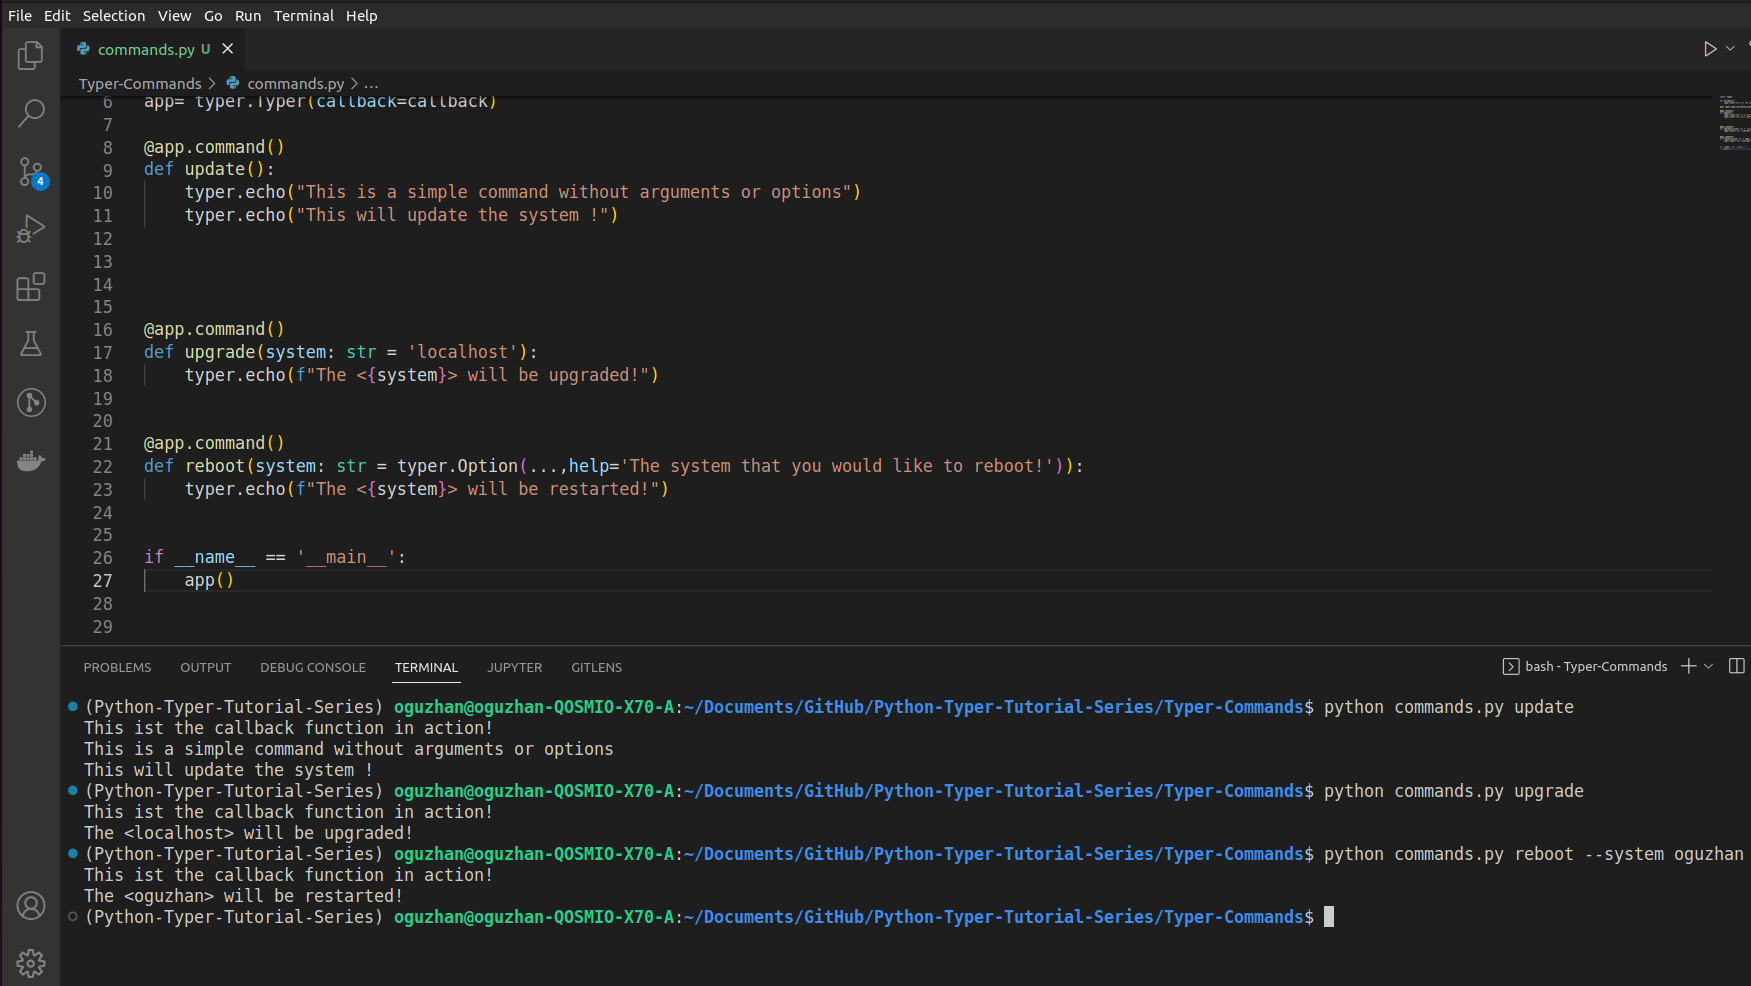 File Edit Selection View Go Run Terminal Help
commands.py U
Typer-Commands > commands.py > ...
6 app= typer.Typer(callback=callback)
7
8 @app.command()
9 def update():
10 typer.echo("This is a simple command without arguments or options")
11 typer.echo("This will update the system !")
12
13
14
15
16 @app.command()
17 def upgrade(system: str = 'localhost'):
18 typer.echo(f"The <{system}> will be upgraded!")
19
20
21 @app.command()
22 def reboot(system: str = typer.Option(...,help='The system that you would like to reboot!')):
23 typer.echo(f"The <{system}> will be restarted!")
24
25
26 if __name__ == '__main__':
27 app()
28
29
4
PROBLEMS OUTPUT DEBUG CONSOLE TERMINAL JUPYTER GITLENS bash - Typer-Commands
(Python-Typer-Tutorial-Series) oguzhan@oguzhan-QOSMIO-X70-A:~/Documents/GitHub/Python-Typer-Tutorial-Series/Typer-Commands$ python commands.py update
This ist the callback function in action!
This is a simple command without arguments or options
This will update the system !
(Python-Typer-Tutorial-Series) oguzhan@oguzhan-QOSMIO-X70-A:~/Documents/GitHub/Python-Typer-Tutorial-Series/Typer-Commands$ python commands.py upgrade
This ist the callback function in action!
The <localhost> will be upgraded!
(Python-Typer-Tutorial-Series) oguzhan@oguzhan-QOSMIO-X70-A:~/Documents/GitHub/Python-Typer-Tutorial-Series/Typer-Commands$ python commands.py reboot --system oguzhan
This ist the callback function in action!
The <oguzhan> will be restarted!
(Python-Typer-Tutorial-Series) oguzhan@oguzhan-QOSMIO-X70-A:~/Documents/GitHub/Python-Typer-Tutorial-Series/Typer-Commands$